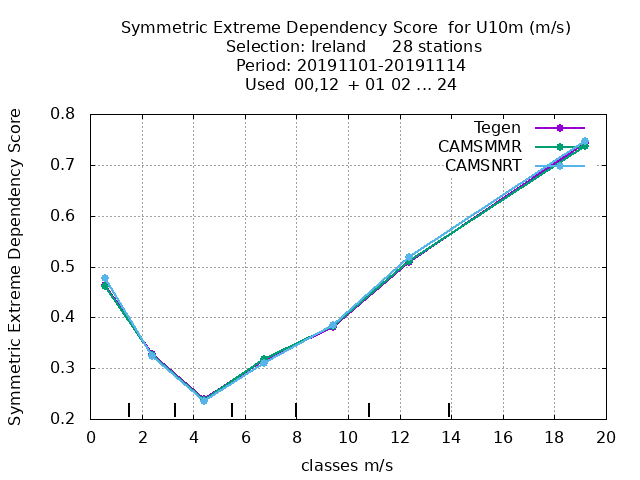 Symmetric Extreme Dependency Score for U10m (m/s)
Selection: Ireland 28 stations
Period: 20191101-20191114
Used 00,12 + 01 02 ... 24
Symmetric Extreme Dependency Score
0.8
0.7
0.6
0.5
0.4
0.3
0.2
Tegen
CAMSMMR
CAMSNRT
0 2 4 6 8 10 12 14 16 18 20
classes m/s